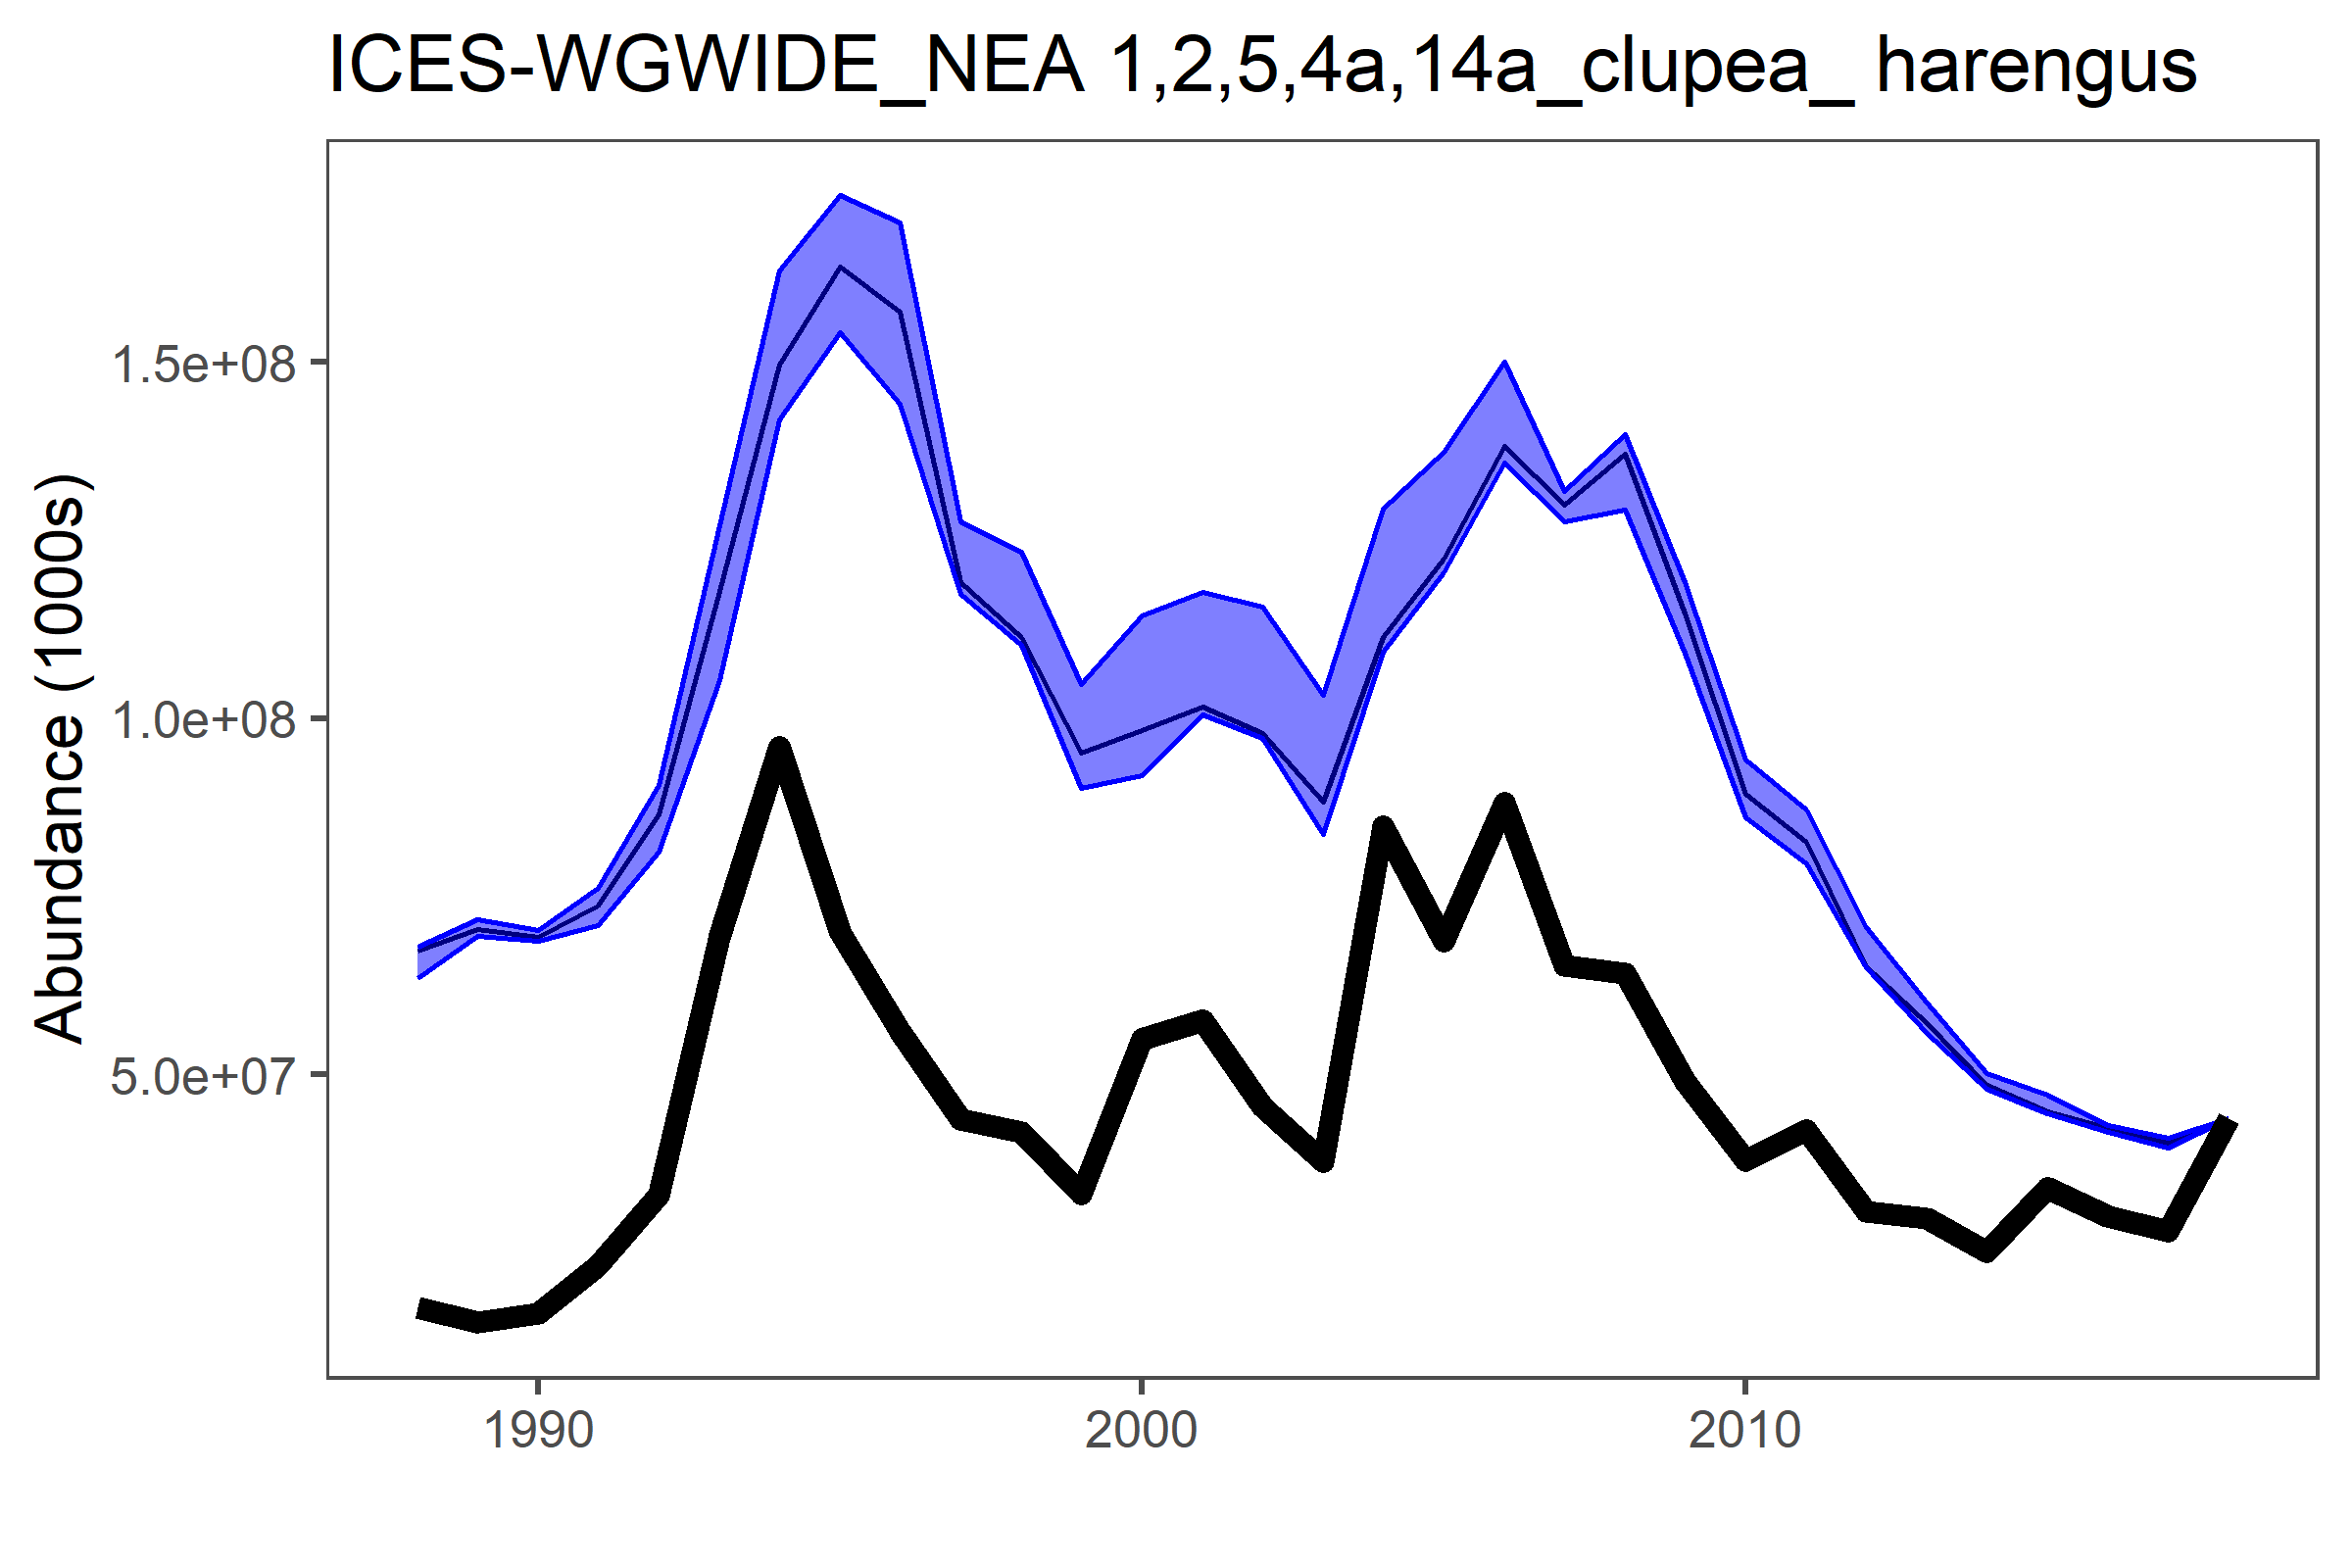 ICES-WGWIDE_NEA 1,2,5,4a,14a_clupea_ harengus
Abundance (1000s)
1.5e+08
1.0e+08
5.0e+07
1990
2000
2010